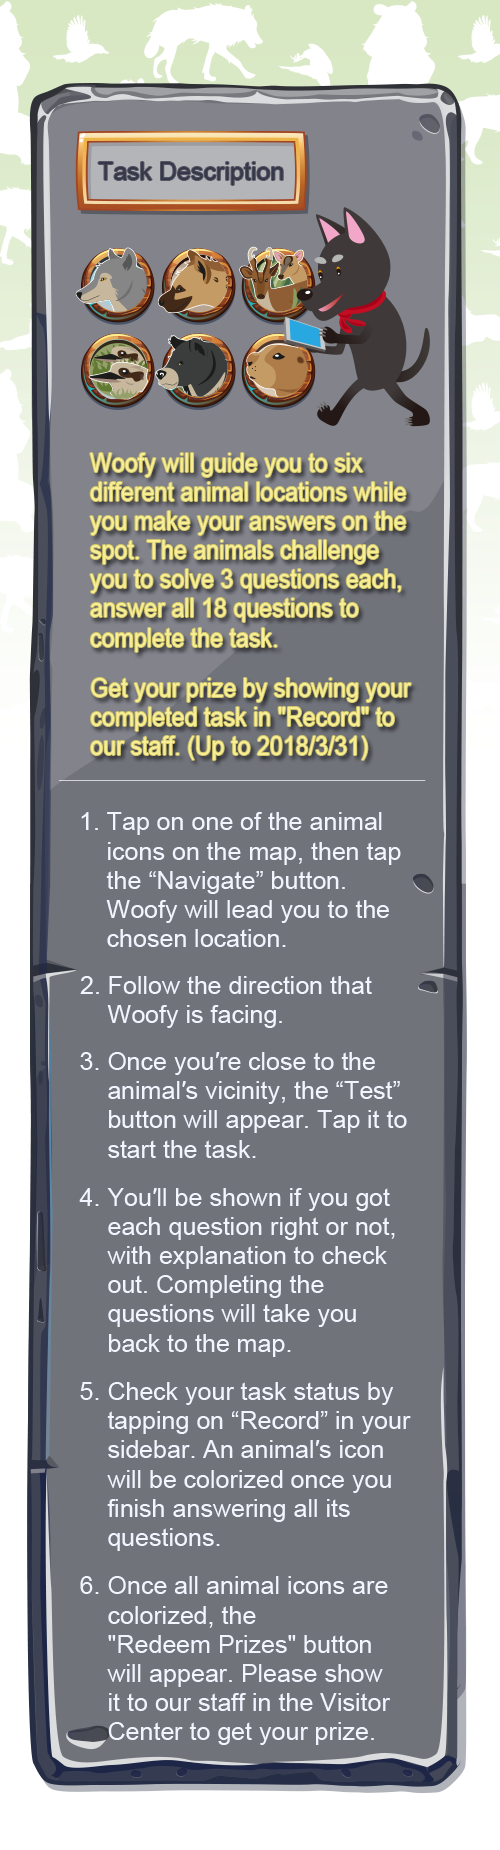 Task Description
Woofy will guide you to six
different animal locations while
you make your answers on the
spot. The animals challenge
you to solve 3 questions each,
answer all 18 questions to
complete the task.
Get your prize by showing your
completed task in "Record" to
our staff. (Up to 2018/3/31)
1. Tap on one of the animal
icons on the map, then tap
the “Navigate” button.
Woofy will lead you to the
chosen location.
2. Follow the direction that
Woofy is facing.
3. Once you're close to the
animal's vicinity, the “Test”
button will appear. Tap it to
start the task.
4. You'll be shown if you got
each question right or not,
with explanation to check
out. Completing the
questions will take you
back to the map.
5. Check your task status by
tapping on “Record” in your
sidebar. An animal's icon
will be colorized once you
finish answering all its
questions.
6. Once all animal icons are
colorized, the
"Redeem Prizes" button
will appear. Please show
it to our staff in the Visitor
Center to get your prize.